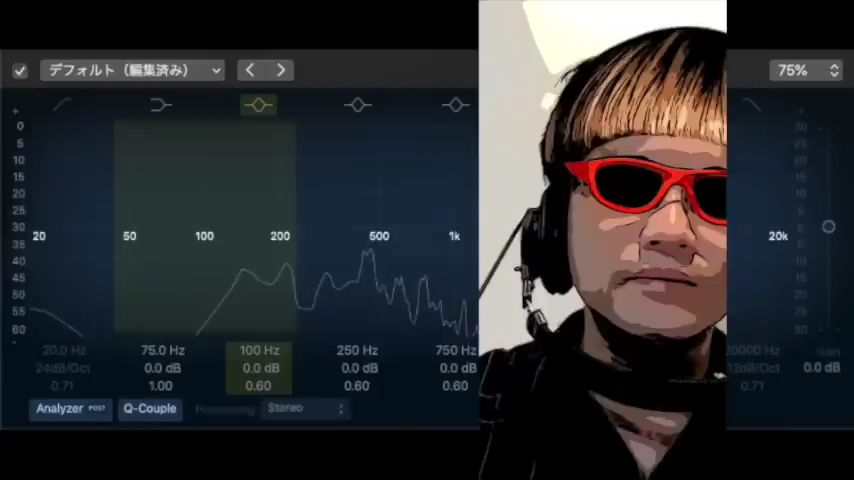 デフォルト（編集済み）
75%
+ +
0 30
5 25
10 20
15 15
20 10
25 5
30 0
35 5
40 10
45 15
50 20
55 25
60 30
- -
20 50 100 200 500 1k 20k
20.0 Hz 75.0 Hz 100 Hz 250 Hz 750 Hz 20000 Hz Gain
24dB/Oct 0.0 dB 0.0 dB 0.0 dB 0.0 dB 12dB/Oct 0.0 dB
0.71 1.00 0.60 0.60 0.60 0.71
Analyzer POST Q-Couple Processing Stereo